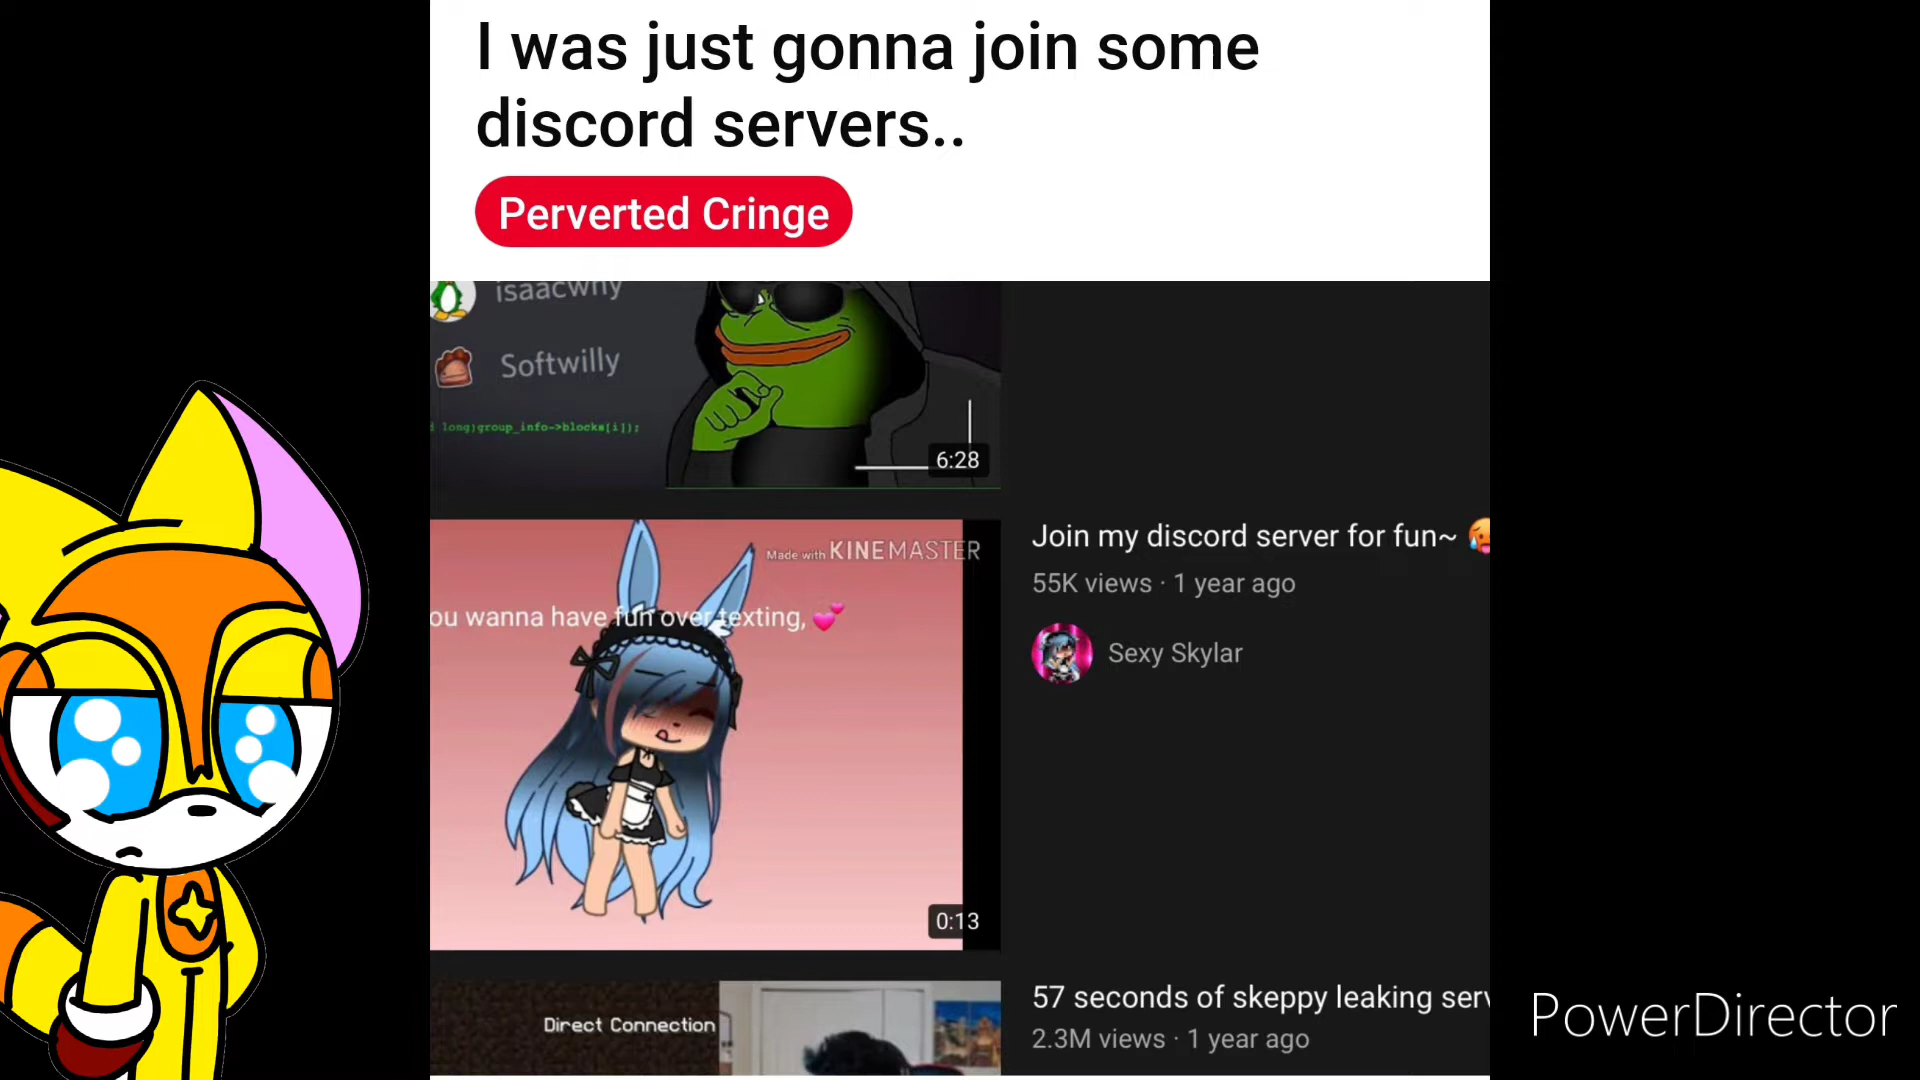 I was just gonna join some
discord servers..
Perverted Cringe
isaacwhy
Softwilly
long)group_info->blocks[i]);
6:28
Made with KINEMASTER
ou wanna have fun over texting, 💕
0:13
Join my discord server for fun~ 🥵
55K views · 1 year ago
Sexy Skylar
Direct Connection
57 seconds of skeppy leaking serv
2.3M views · 1 year ago
PowerDirector